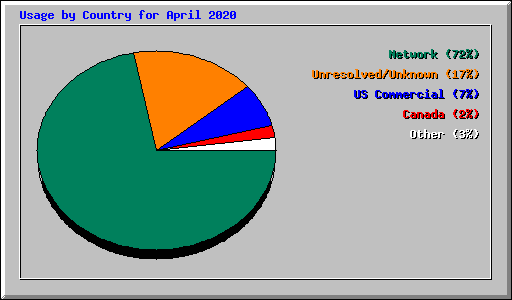 Usage by Country for April 2020
Network (72%)
Unresolved/Unknown (17%)
US Commercial (7%)
Canada (2%)
Other (3%)